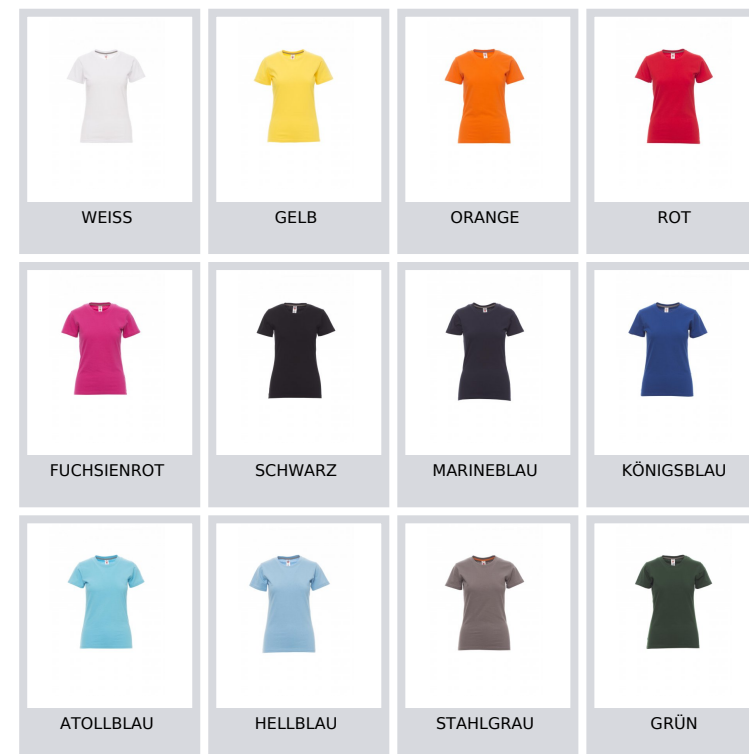 WEISS
GELB
ORANGE
ROT
FUCHSIENROT
SCHWARZ
MARINEBLAU
KÖNIGSBLAU
ATOLLBLAU
HELLBLAU
STAHLGRAU
GRÜN